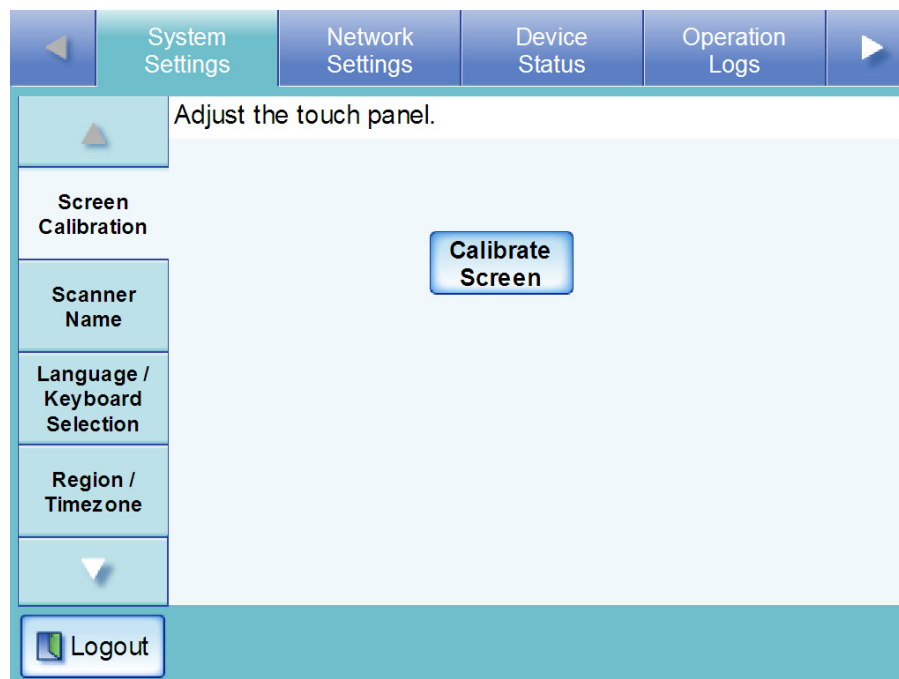 System
Settings
Network
Settings
Device
Status
Operation
Logs
Adjust the touch panel.
Screen
Calibration
Calibrate
Screen
Scanner
Name
Language /
Keyboard
Selection
Region /
Timezone
Logout